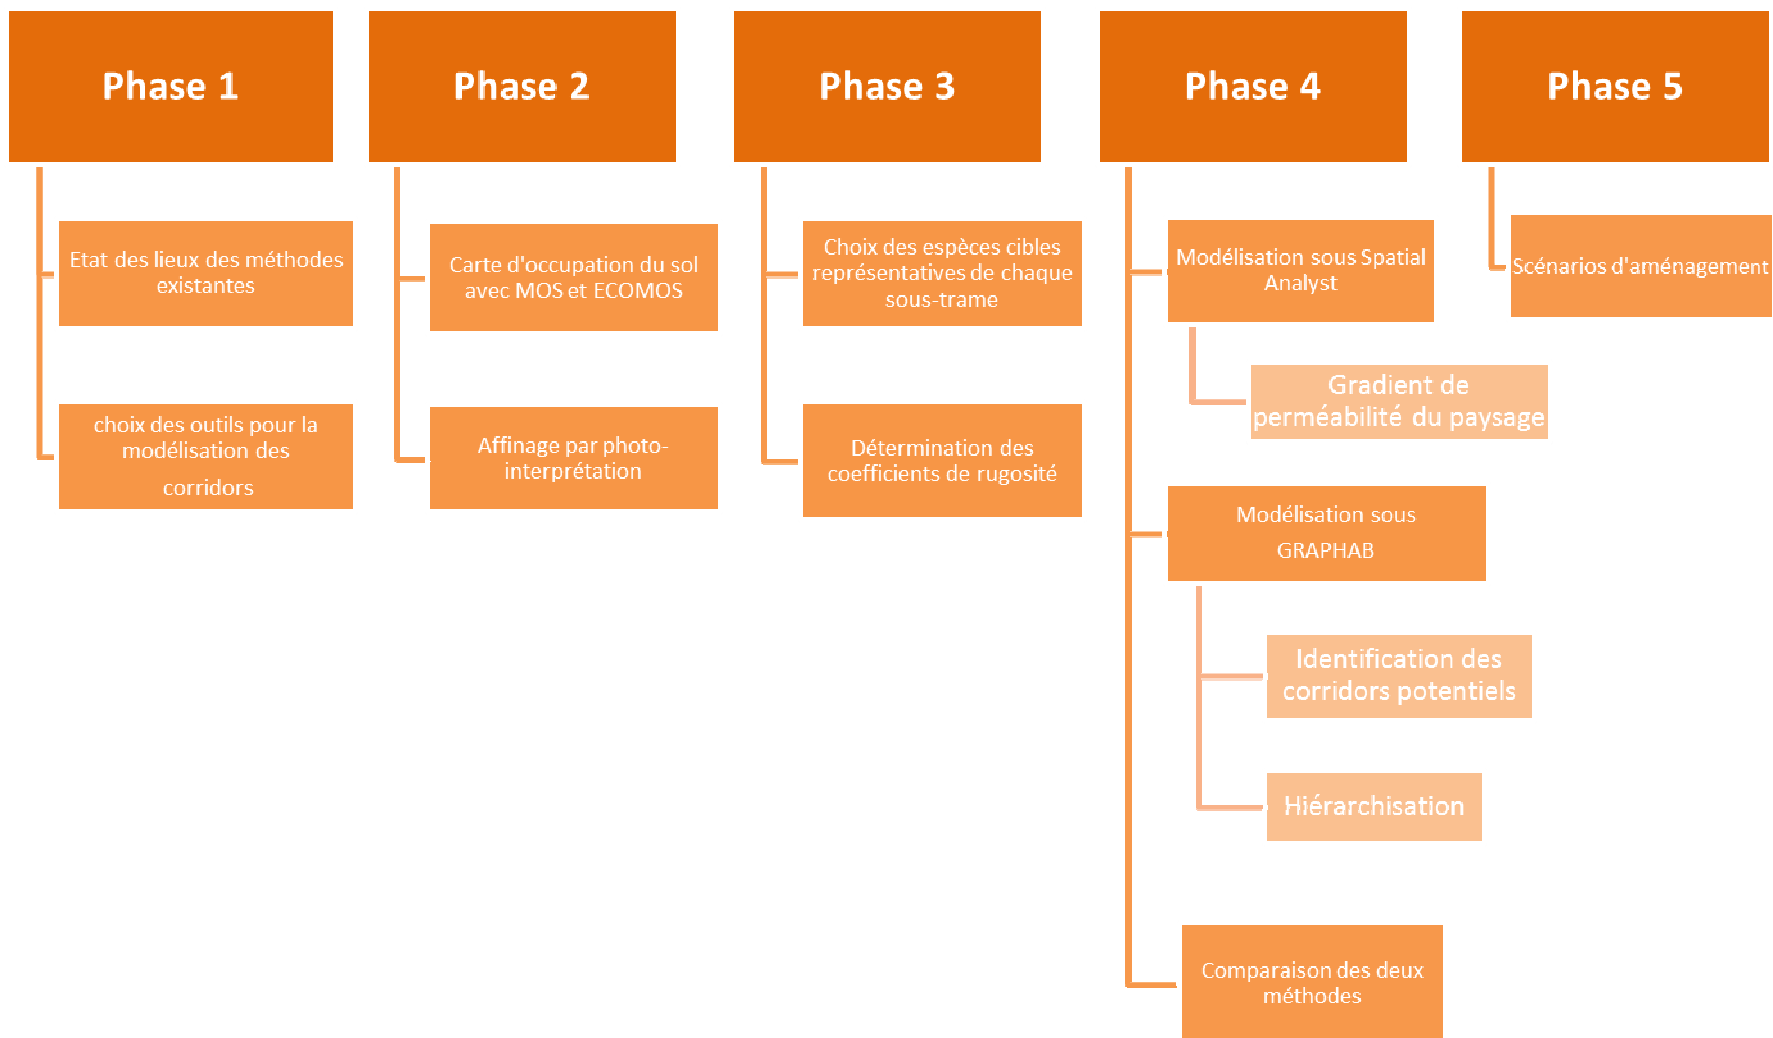 Phase 1
Etat des lieux des méthodes
existantes
choix des outils pour la
modélisation des
corridors
Phase 2
Carte d'occupation du sol
avec MOS et ECOMOS
Affinage par photo-
interprétation
Phase 3
Choix des espèces cibles
représentatives de chaque
sous-trame
Détermination des
coefficients de rugosité
Phase 4
Modélisation sous Spatial
Analyst
Gradient de
perméabilité du paysage
Modélisation sous
GRAPHAB
Identification des
corridors potentiels
Hiérarchisation
Comparaison des deux
méthodes
Phase 5
Scénarios d'aménagement